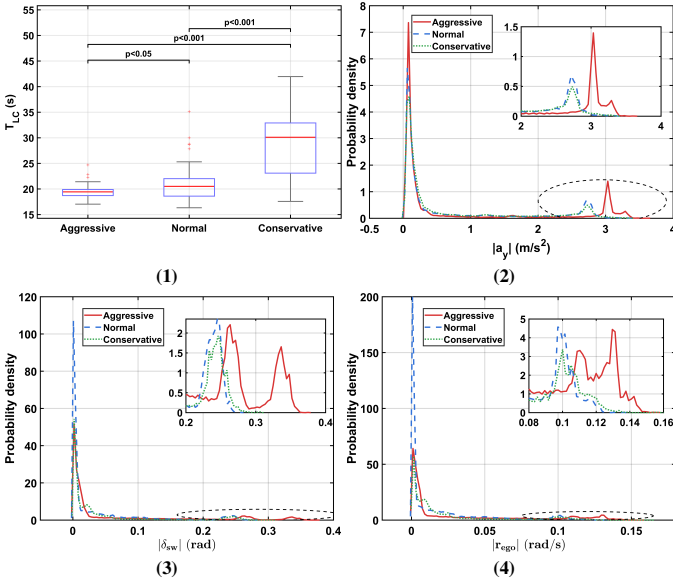 55
50
45
40
35
30
25
20
15
T_LC (s)
p<0.001
p<0.001
p<0.05
Aggressive Normal Conservative
(1)
8
7
6
5
4
3
2
1
0
Probability density
-0.5 0 1 2 3 4
|a_y| (m/s^2)
Aggressive
Normal
Conservative
1.5
1
0.5
0
2 3 4
(2)
120
100
80
60
40
20
0
Probability density
0 0.1 0.2 0.3 0.4
|δ_sw| (rad)
Aggressive
Normal
Conservative
2
1.5
1
0.5
0
0.2 0.3 0.4
(3)
200
150
100
50
0
Probability density
0 0.05 0.1 0.15
|r_ego| (rad/s)
Aggressive
Normal
Conservative
5
4
3
2
1
0
0.08 0.1 0.12 0.14 0.16
(4)